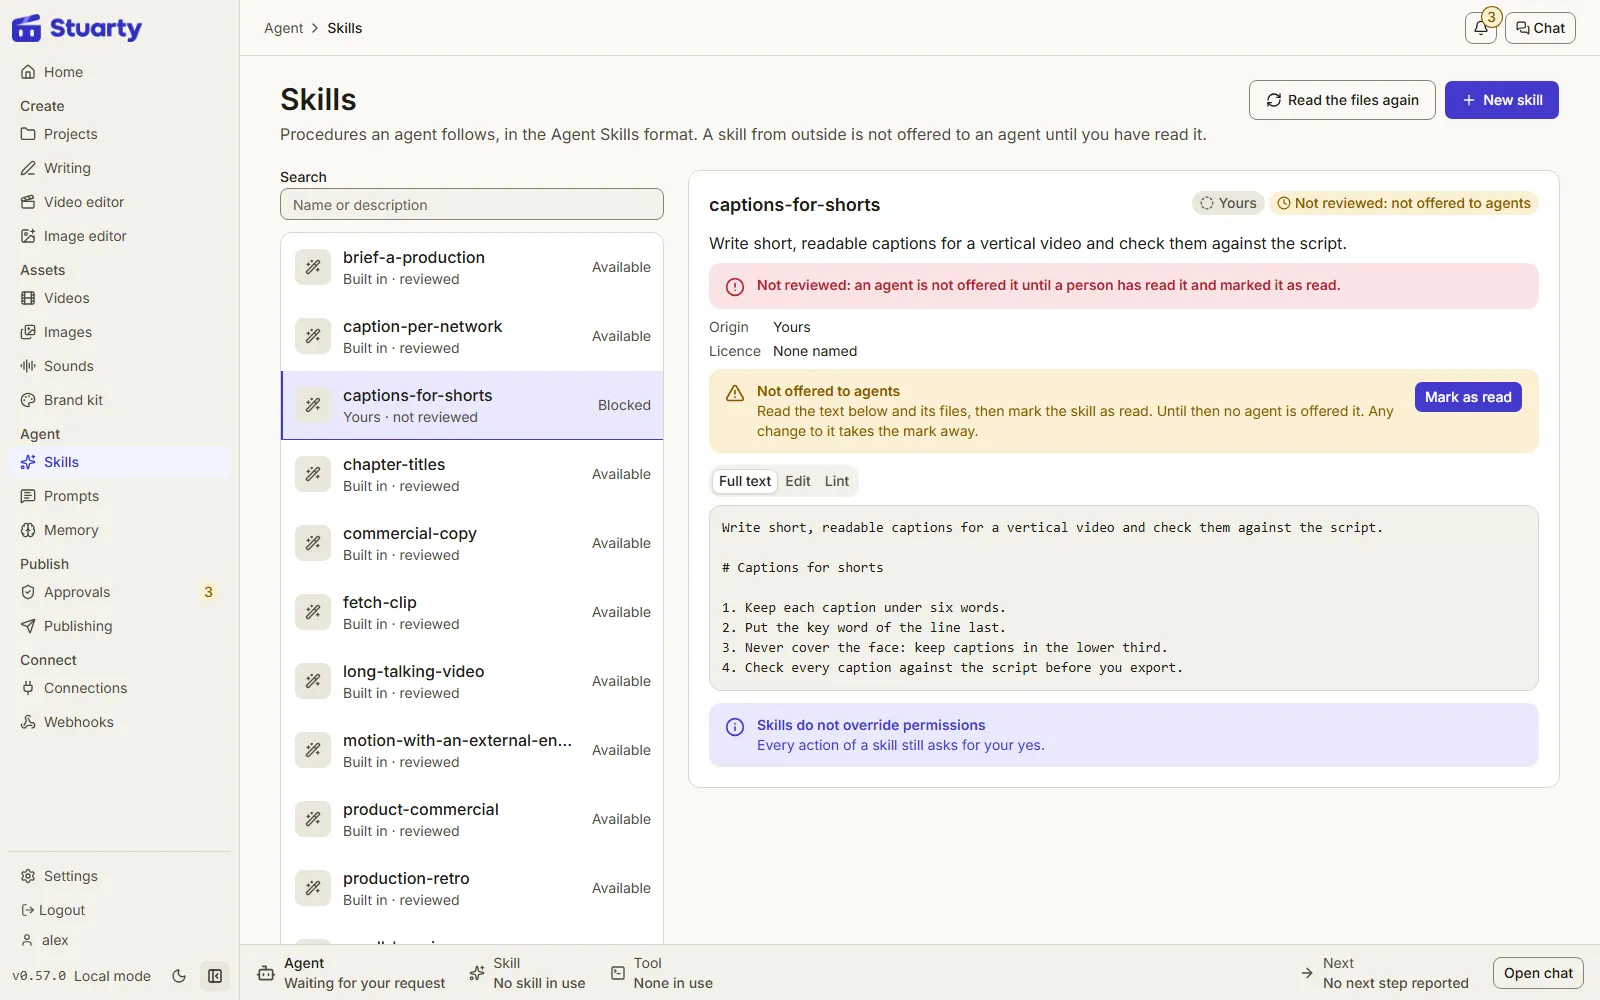 Stuarty
Home
Create
Projects
Writing
Video editor
Image editor
Assets
Videos
Images
Sounds
Brand kit
Agent
Skills
Prompts
Memory
Publish
Approvals 3
Publishing
Connect
Connections
Webhooks
Settings
Logout
alex
v0.57.0 Local mode
Agent > Skills
3
Chat
Skills
Procedures an agent follows, in the Agent Skills format. A skill from outside is not offered to an agent until you have read it.
Read the files again
+ New skill
Search
Name or description
brief-a-production
Built in · reviewed
Available
caption-per-network
Built in · reviewed
Available
captions-for-shorts
Yours · not reviewed
Blocked
chapter-titles
Built in · reviewed
Available
commercial-copy
Built in · reviewed
Available
fetch-clip
Built in · reviewed
Available
long-talking-video
Built in · reviewed
Available
motion-with-an-external-en...
Built in · reviewed
Available
product-commercial
Built in · reviewed
Available
production-retro
Built in · reviewed
Available
captions-for-shorts
Yours
Not reviewed: not offered to agents
Write short, readable captions for a vertical video and check them against the script.
Not reviewed: an agent is not offered it until a person has read it and marked it as read.
Origin Yours
Licence None named
Not offered to agents
Read the text below and its files, then mark the skill as read. Until then no agent is offered it. Any
change to it takes the mark away.
Mark as read
Full text Edit Lint
Write short, readable captions for a vertical video and check them against the script.
# Captions for shorts
1. Keep each caption under six words.
2. Put the key word of the line last.
3. Never cover the face: keep captions in the lower third.
4. Check every caption against the script before you export.
Skills do not override permissions
Every action of a skill still asks for your yes.
Agent
Waiting for your request
Skill
No skill in use
Tool
None in use
Next
No next step reported
Open chat